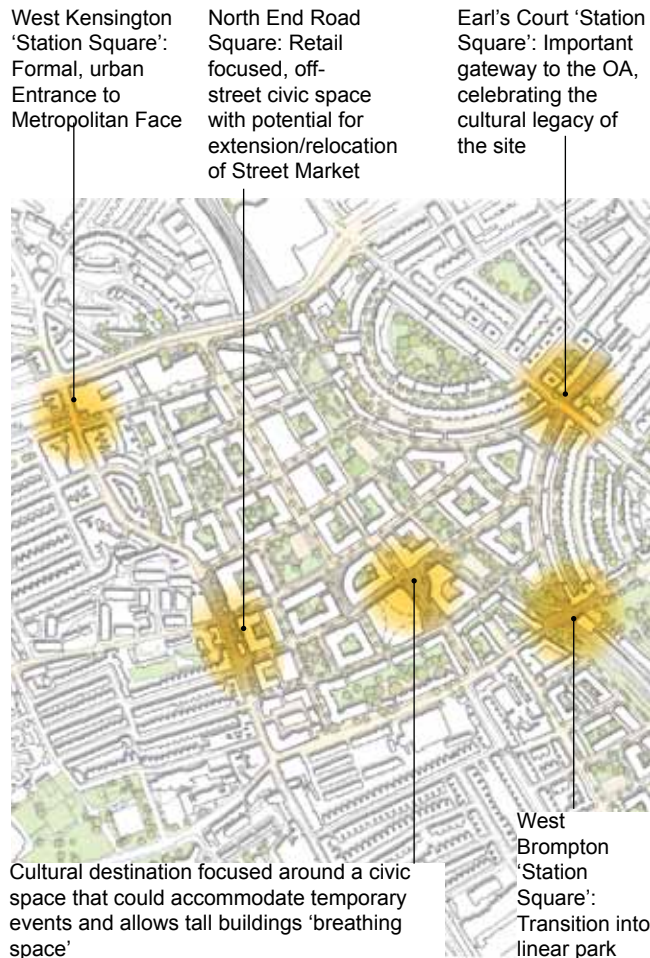 West Kensington
‘Station Square’:
Formal, urban
Entrance to
Metropolitan Face
North End Road
Square: Retail
focused, off-
street civic space
with potential for
extension/relocation
of Street Market
Earl’s Court ‘Station
Square’: Important
gateway to the OA,
celebrating the
cultural legacy of
the site
Cultural destination focused around a civic
space that could accommodate temporary
events and allows tall buildings ‘breathing
space’
West
Brompton
‘Station
Square’:
Transition into
linear park